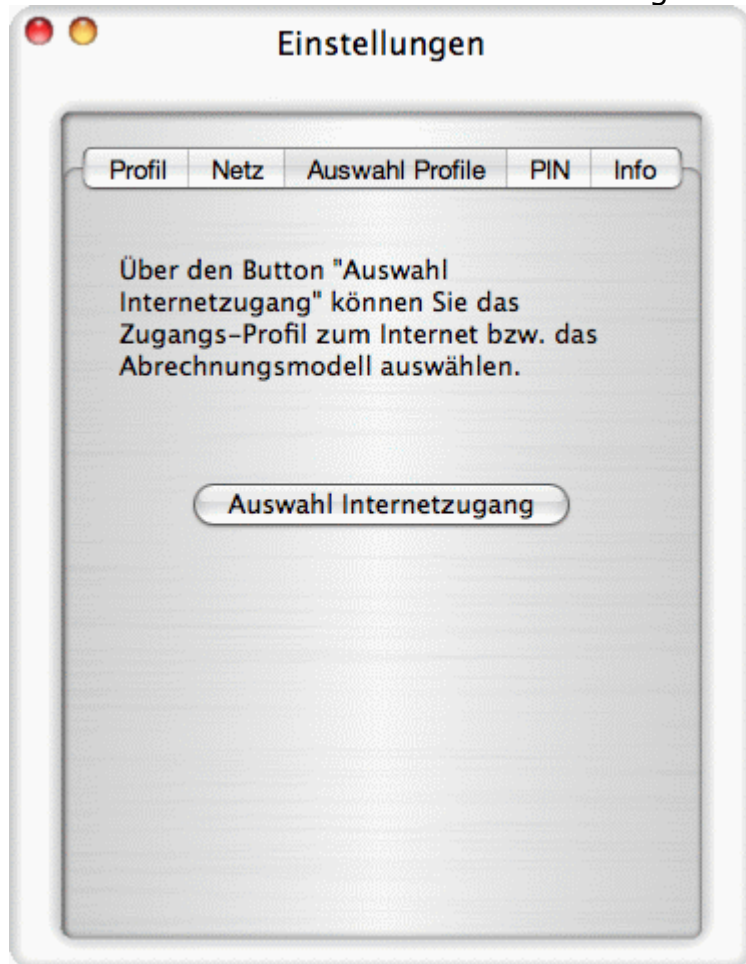 Einstellungen
Profil Netz Auswahl Profile PIN Info
Über den Button "Auswahl
Internetzugang" können Sie das
Zugangs-Profil zum Internet bzw. das
Abrechnungsmodell auswählen.
Auswahl Internetzugang